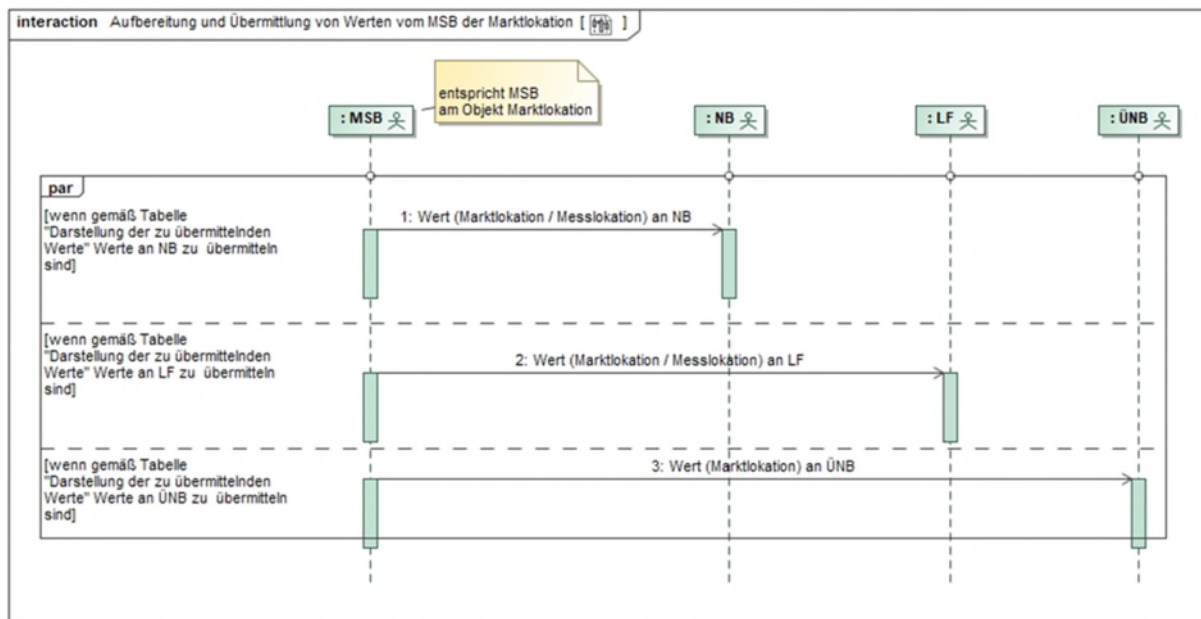 interaction Aufbereitung und Übermittlung von Werten vom MSB der Marktlokation [ ]
entspricht MSB
am Objekt Marktlokation
: MSB
: NB
: LF
: ÜNB
par
[wenn gemäß Tabelle
"Darstellung der zu übermittelnden
Werte" Werte an NB zu übermitteln
sind]
1: Wert (Marktlokation / Messlokation) an NB
[wenn gemäß Tabelle
"Darstellung der zu übermittelnden
Werte" Werte an LF zu übermitteln
sind]
2: Wert (Marktlokation / Messlokation) an LF
[wenn gemäß Tabelle
"Darstellung der zu übermittelnden
Werte" Werte an ÜNB zu übermitteln
sind]
3: Wert (Marktlokation) an ÜNB